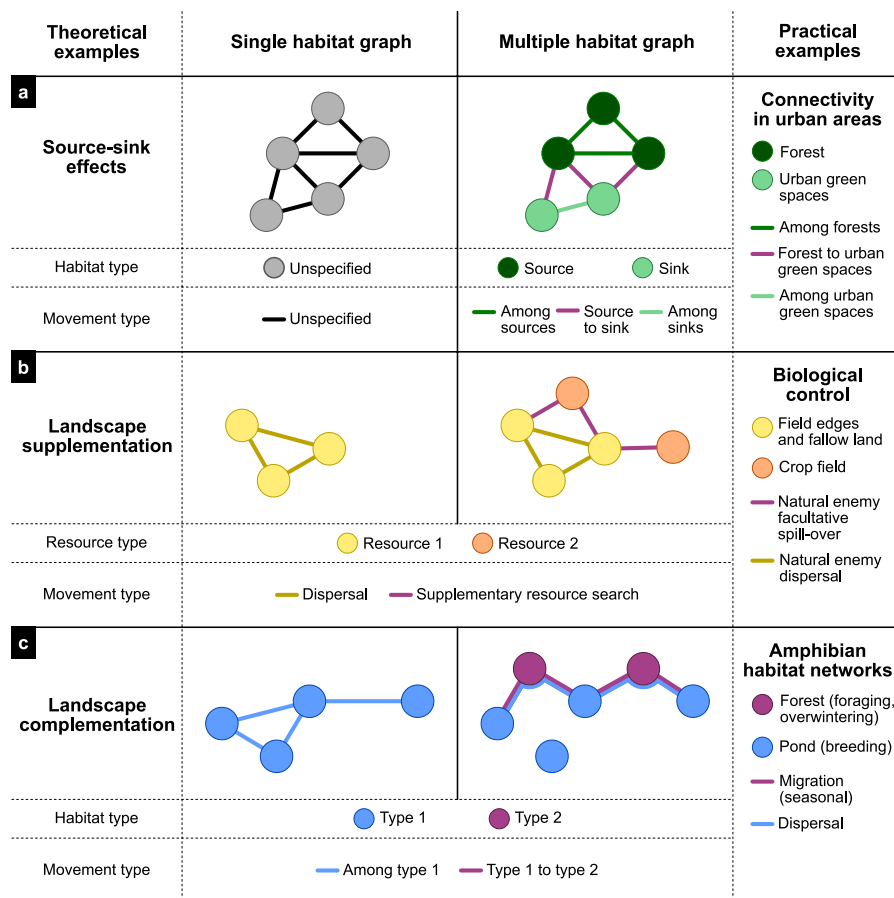 Theoretical
examples
Single habitat graph
Multiple habitat graph
Practical
examples
a
Source-sink
effects
Connectivity
in urban areas
Forest
Urban green
spaces
Among forests
Forest to urban
green spaces
Among urban
green spaces
Habitat type
Unspecified
Source
Sink
Movement type
Unspecified
Among
sources
Source
to sink
Among
sinks
b
Landscape
supplementation
Biological
control
Field edges
and fallow land
Crop field
Natural enemy
facultative
spill-over
Natural enemy
dispersal
Resource type
Resource 1
Resource 2
Movement type
Dispersal
Supplementary resource search
c
Landscape
complementation
Amphibian
habitat networks
Forest (foraging,
overwintering)
Pond (breeding)
Migration
(seasonal)
Dispersal
Habitat type
Type 1
Type 2
Movement type
Among type 1
Type 1 to type 2